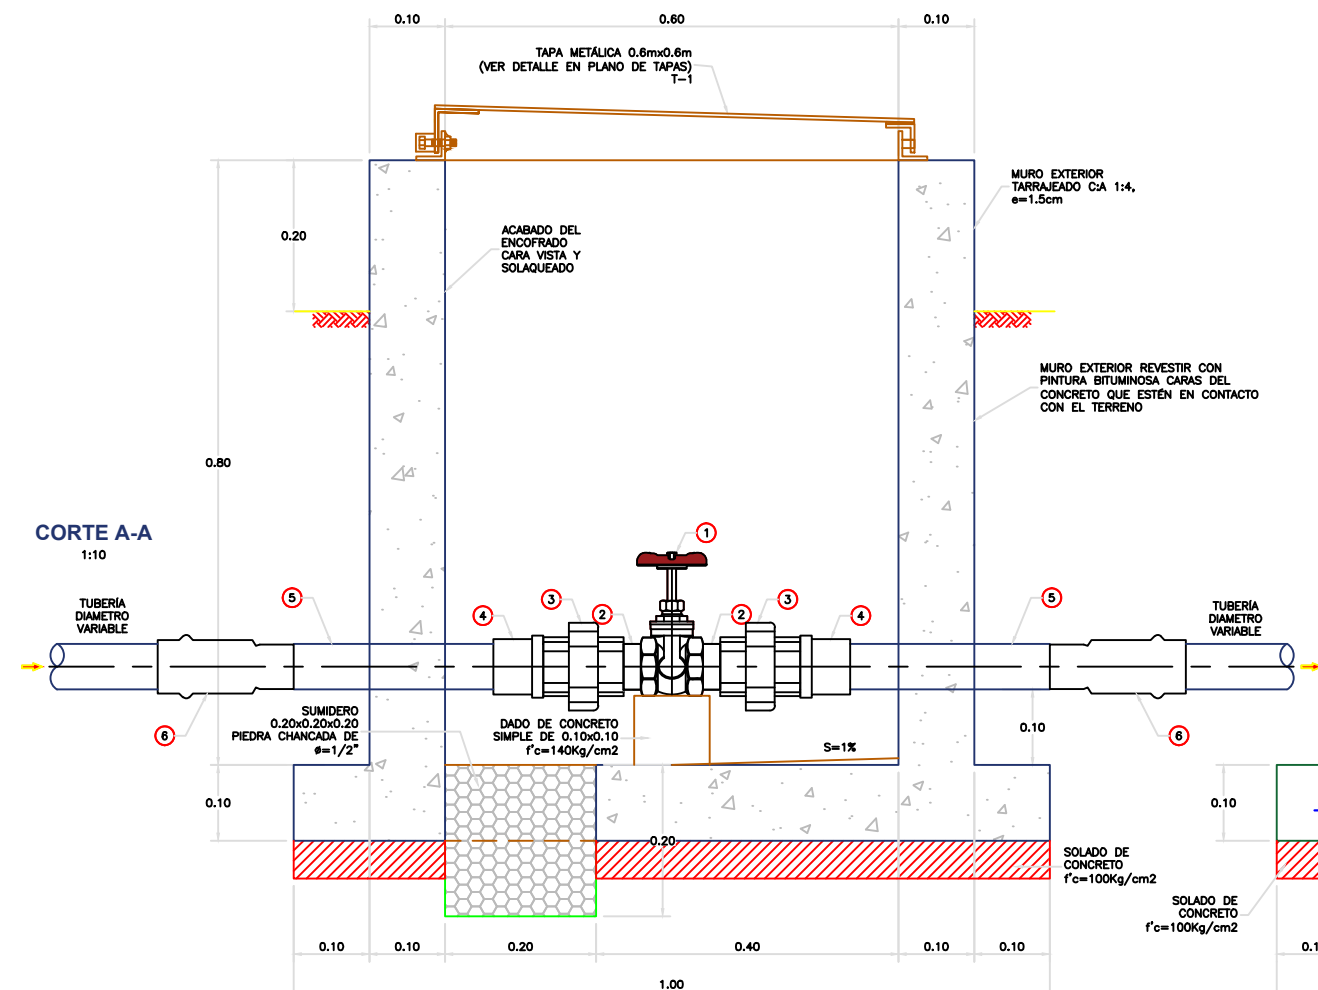 0.10
0.60
0.10
TAPA METÁLICA 0.6mx0.6m
(VER DETALLE EN PLANO DE TAPAS)
T-1
MURO EXTERIOR
TARRAJEADO C:A 1:4,
e=1.5cm
0.20
ACABADO DEL
ENCOFRADO
CARA VISTA Y
SOLAQUEADO
MURO EXTERIOR REVESTIR CON
PINTURA BITUMINOSA CARAS DEL
CONCRETO QUE ESTÉN EN CONTACTO
CON EL TERRENO
0.80
CORTE A-A
1:10
1
TUBERÍA
DIAMETRO
VARIABLE
5
4
3
2
2
3
4
5
TUBERÍA
DIAMETRO
VARIABLE
6
SUMIDERO
0.20x0.20x0.20
PIEDRA CHANCADA DE
ø=1/2"
DADO DE CONCRETO
SIMPLE DE 0.10x0.10
f'c=140Kg/cm2
S=1%
0.10
6
0.10
0.20
0.10
SOLADO DE
CONCRETO
f'c=100Kg/cm2
SOLADO DE
CONCRETO
f'c=100Kg/cm2
0.10
0.10
0.20
0.40
0.10
0.10
1.00